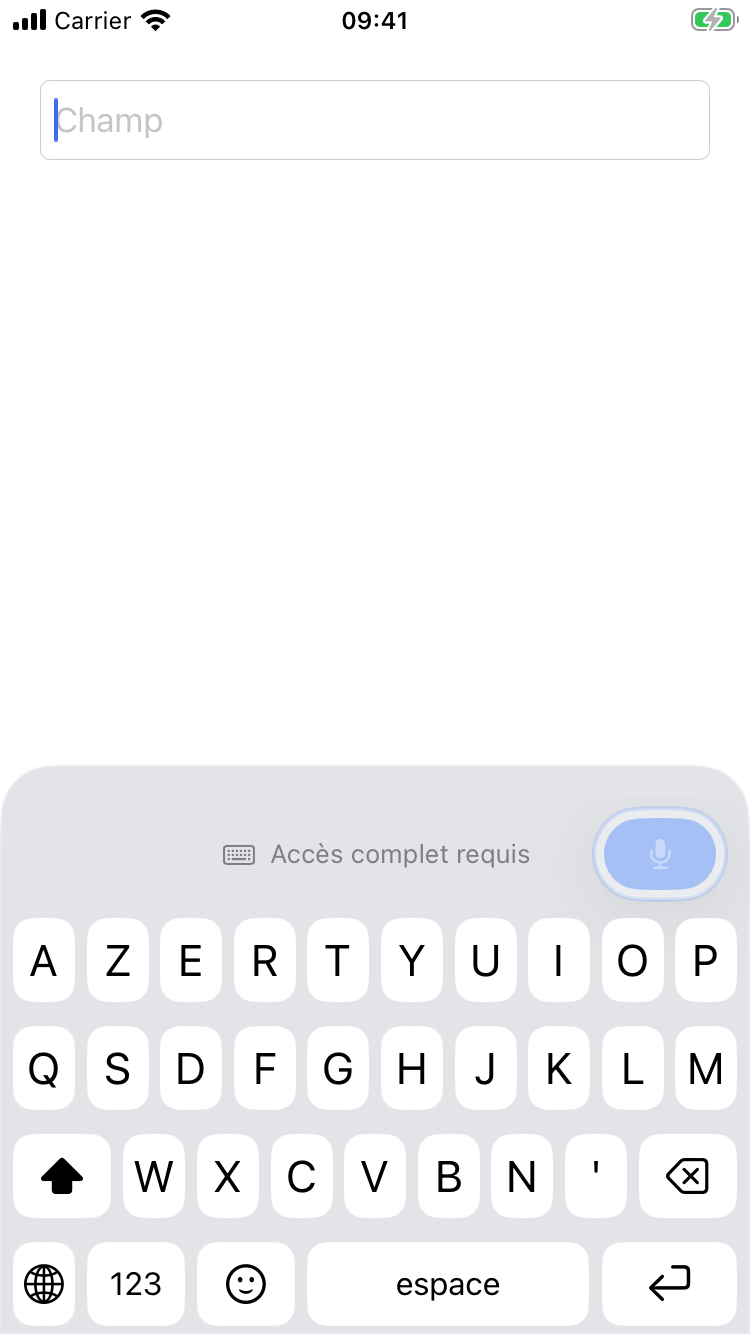 Carrier 09:41
Champ
Accès complet requis
A Z E R T Y U I O P
Q S D F G H J K L M
W X C V B N '
123 espace